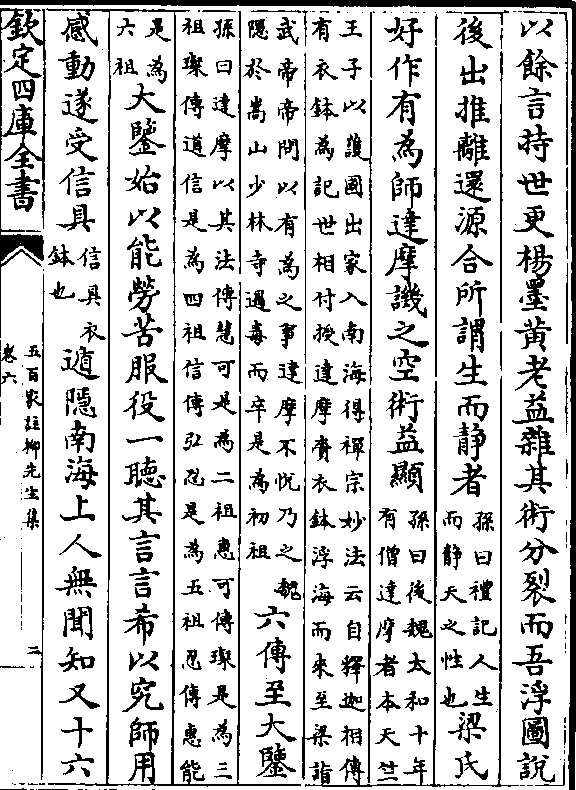 以餘言持世更楊墨黄老益雜其術分裂而吾浮圖說
後出推離還源合所謂生而静者
孫曰禮記人生
而静天之性也
梁氏
好作有為師達摩譏之空術益顯
孫曰後魏太和十年
有僧達摩者本天竺
王子以護國出家入南海得禪宗妙法云自釋迦相傳
有衣鉢為記世相付授達摩賫衣鉢浮海而来至梁詣
武帝帝問以有為之事達摩不悦乃之魏
隠於嵩山少林寺遇毒而卒是為初祖
六傳至大鑒
孫曰達摩以其法傳慧可是為二祖惠可傳璨是為三
祖璨傳道信是為四祖信傳弘忍是為五祖忍傳惠能
是為
六祖
大鑒始以能勞苦服役一聽其言言希以究師用
感動遂受信具
信具衣
鉢也
遁隠南海上人無聞知又十六
欽定四庫全書
五百家註柳先生集
卷六